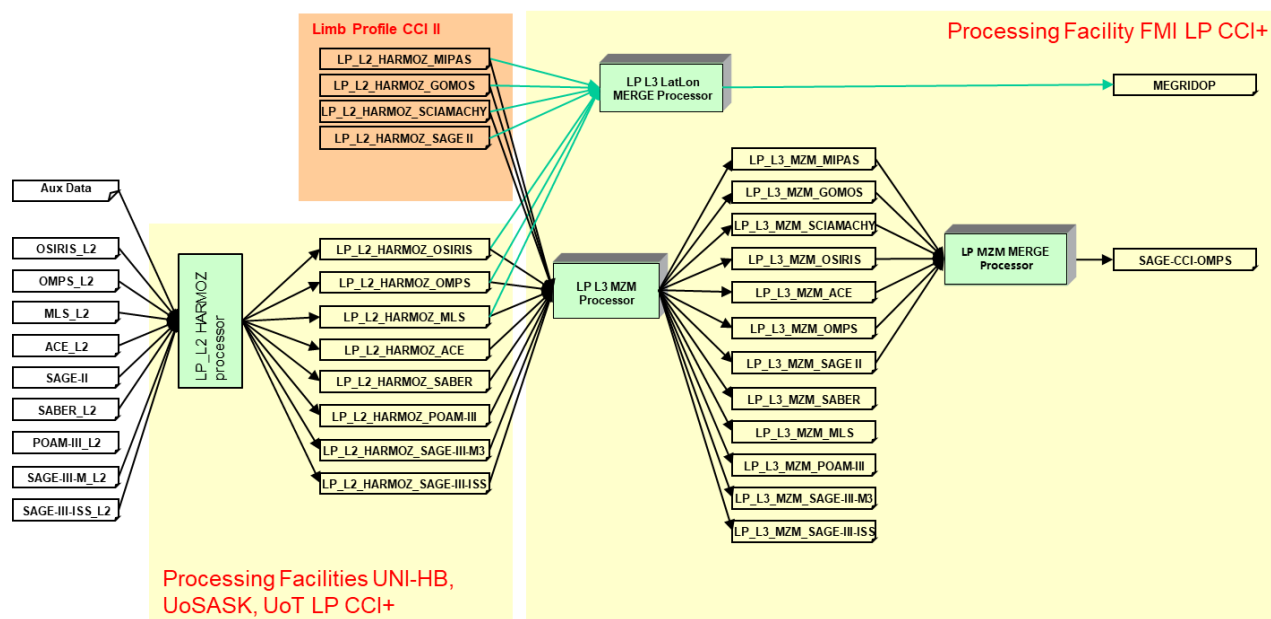 Limb Profile CCI II
LP_L2_HARMOZ_MIPAS
LP_L2_HARMOZ_GOMOS
LP_L2_HARMOZ_SCIAMACHY
LP_L2_HARMOZ_SAGE II
Processing Facility FMI LP CCI+
LP L3 LatLon
MERGE Processor
MEGRIDOP
Aux Data
OSIRIS_L2
OMPS_L2
MLS_L2
ACE_L2
SAGE-II
SABER_L2
POAM-III_L2
SAGE-III-M_L2
SAGE-III-ISS_L2
LP_L2 HARMOZ
processor
LP_L2_HARMOZ_OSIRIS
LP_L2_HARMOZ_OMPS
LP_L2_HARMOZ_MLS
LP_L2_HARMOZ_ACE
LP_L2_HARMOZ_SABER
LP_L2_HARMOZ_POAM-III
LP_L2_HARMOZ_SAGE-III-M3
LP_L2_HARMOZ_SAGE-III-ISS
Processing Facilities UNI-HB,
UoSASK, UoT LP CCI+
LP L3 MZM
Processor
LP_L3_MZM_MIPAS
LP_L3_MZM_GOMOS
LP_L3_MZM_SCIAMACHY
LP_L3_MZM_OSIRIS
LP_L3_MZM_ACE
LP_L3_MZM_OMPS
LP_L3_MZM_SAGE II
LP_L3_MZM_SABER
LP_L3_MZM_MLS
LP_L3_MZM_POAM-III
LP_L3_MZM_SAGE-III-M3
LP_L3_MZM_SAGE-III-ISS
LP MZM MERGE
Processor
SAGE-CCI-OMPS